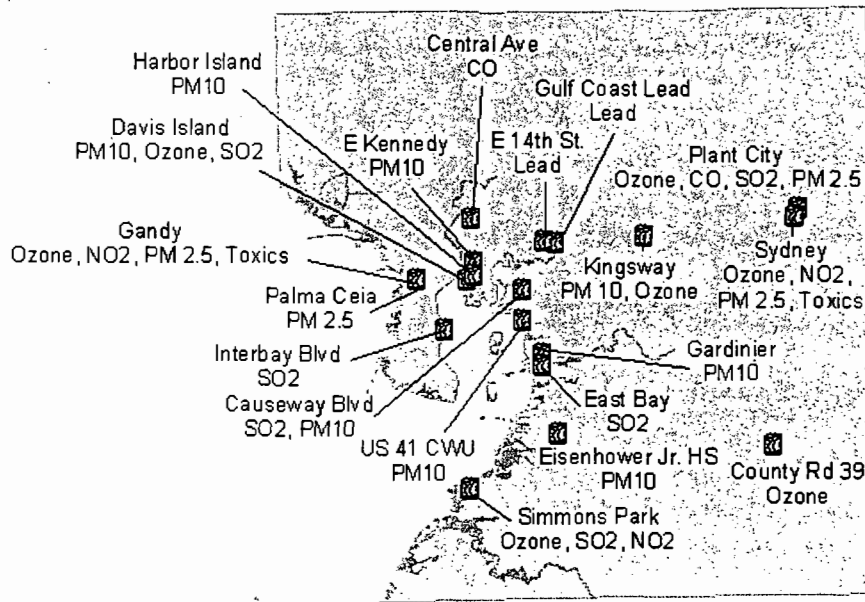 Central Ave
CO
Harbor Island
PM10
Gulf Coast Lead
Lead
Davis Island
PM10, Ozone, SO2
E Kennedy
PM10
E 14th St.
Lead
Plant City
Ozone, CO, SO2, PM 2.5
Gandy
Ozone, NO2, PM 2.5, Toxics
Kingsway
PM 10, Ozone
Sydney
Ozone, NO2,
PM 2.5, Toxics
Palma Ceia
PM 2.5
Interbay Blvd
SO2
Gardinier
PM10
Causeway Blvd
SO2, PM10
East Bay
SO2
US 41 CWU
PM10
Eisenhower Jr. HS
PM10
County Rd 39
Ozone
Simmons Park
Ozone, SO2, NO2